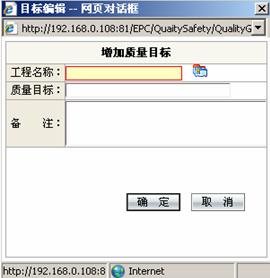 目标编辑 -- 网页对话框
http://192.168.0.108:81/EPC/QuaitySafety/QualityG
增加质量目标
工程名称：
质量目标：
备 注：
确 定 取 消
http://192.168.0.108:8 Internet